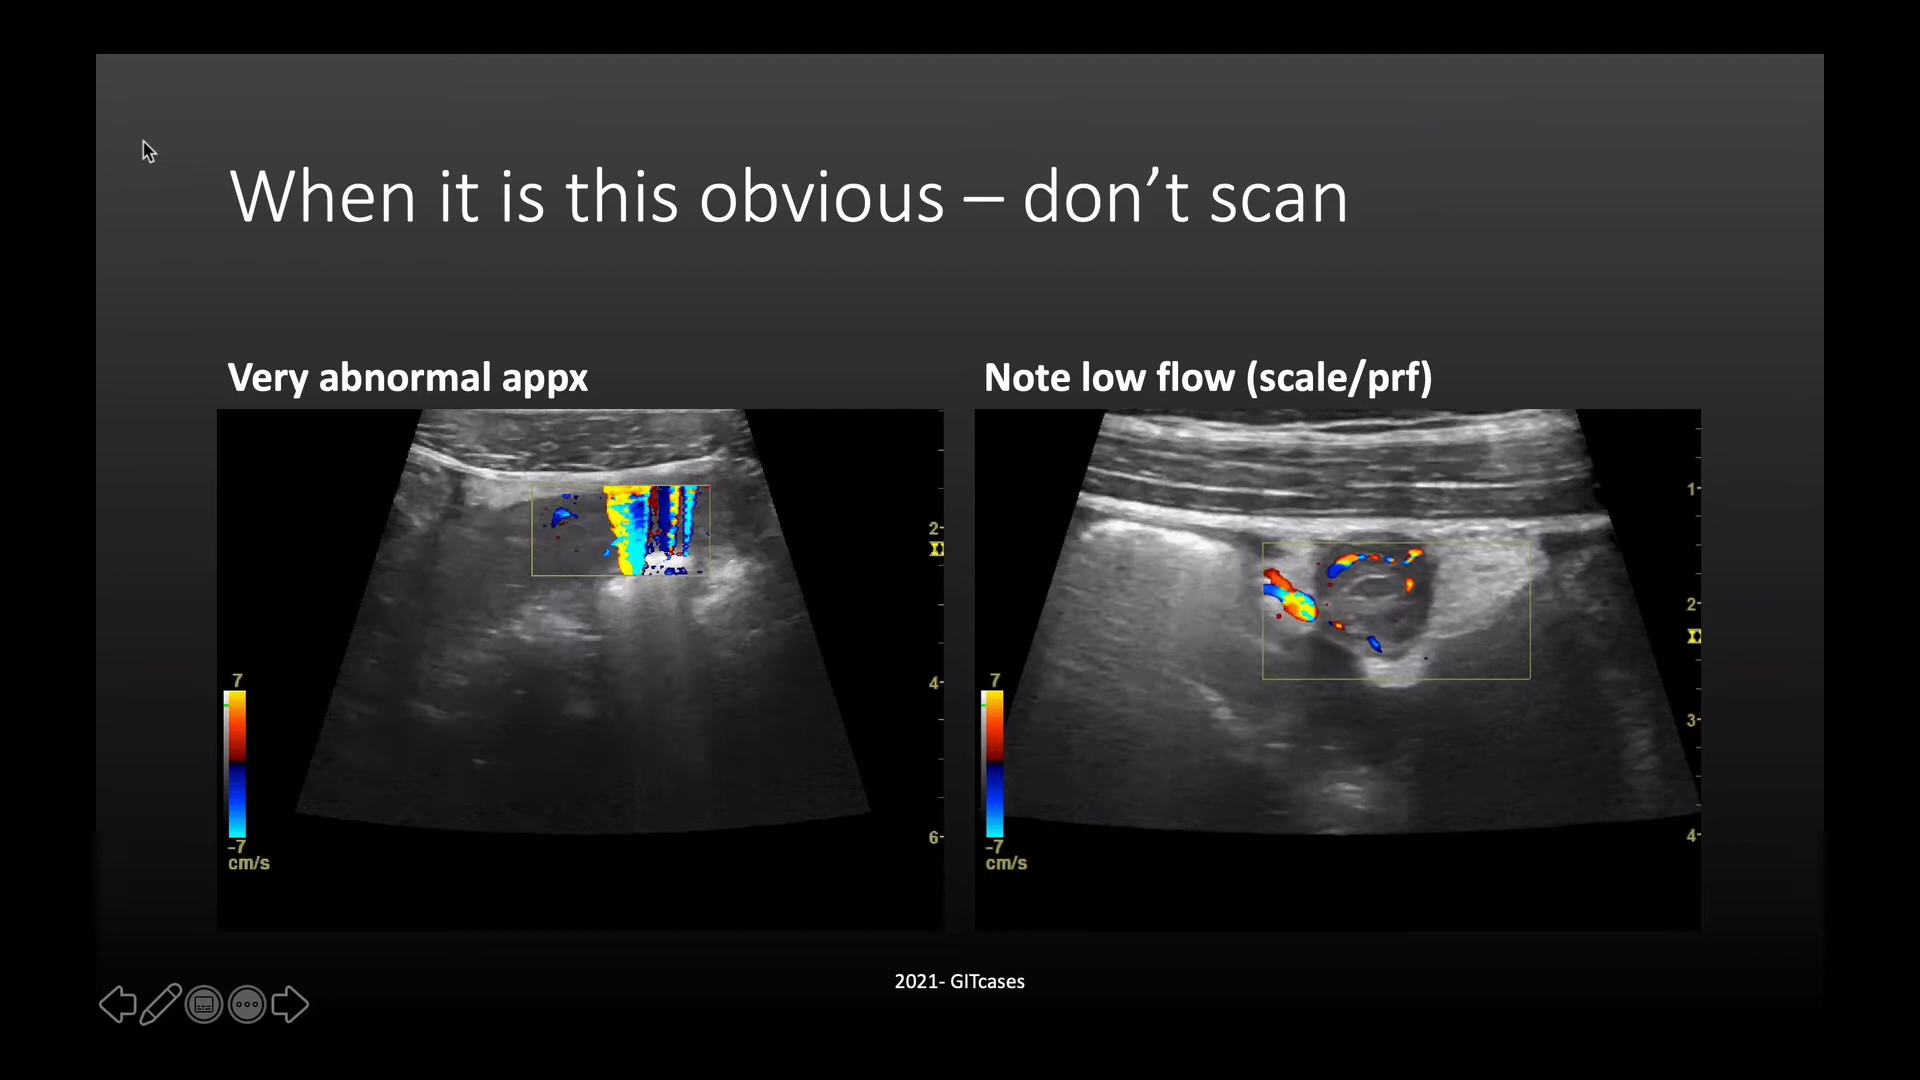 When it is this obvious – don’t scan
Very abnormal appx
Note low flow (scale/prf)
2-
4-
6-
7
-7
cm/s
1-
2-
3-
4-
7
-7
cm/s
2021- GITcases